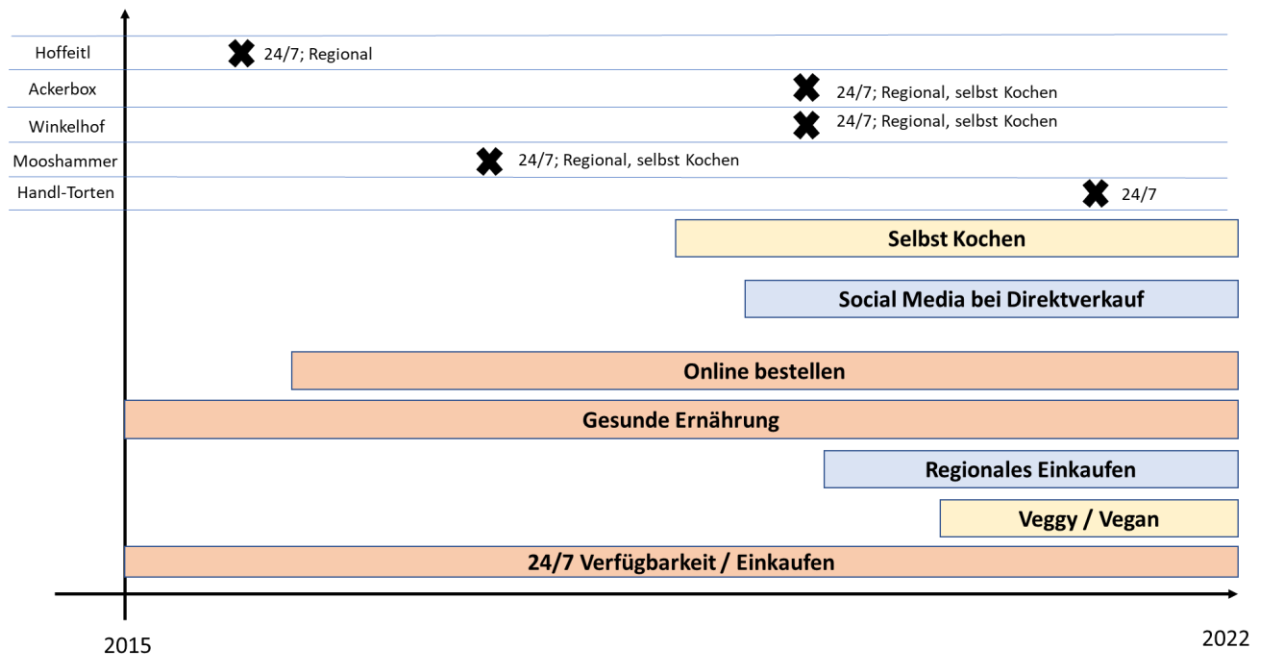 Hoffeitl
24/7; Regional
Ackerbox
24/7; Regional, selbst Kochen
Winkelhof
24/7; Regional, selbst Kochen
Mooshammer
24/7; Regional, selbst Kochen
Handl-Torten
24/7
Selbst Kochen
Social Media bei Direktverkauf
Online bestellen
Gesunde Ernährung
Regionales Einkaufen
Veggy / Vegan
24/7 Verfügbarkeit / Einkaufen
2015
2022